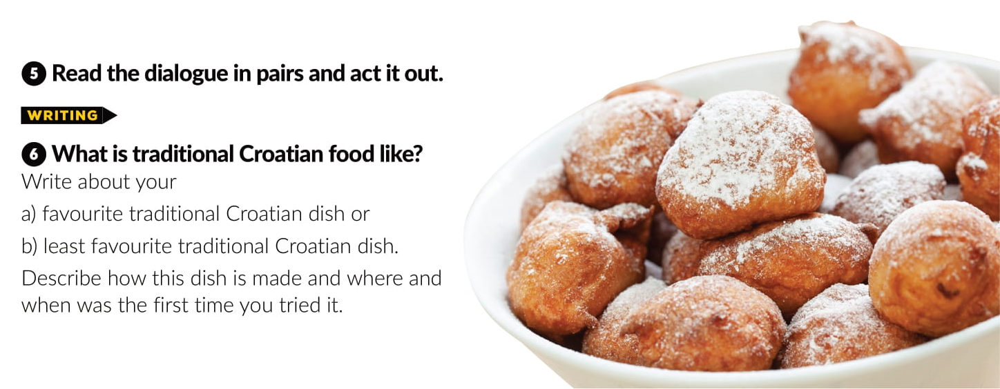 5 Read the dialogue in pairs and act it out.
WRITING
6 What is traditional Croatian food like?
Write about your
a) favourite traditional Croatian dish or
b) least favourite traditional Croatian dish.
Describe how this dish is made and where and
when was the first time you tried it.